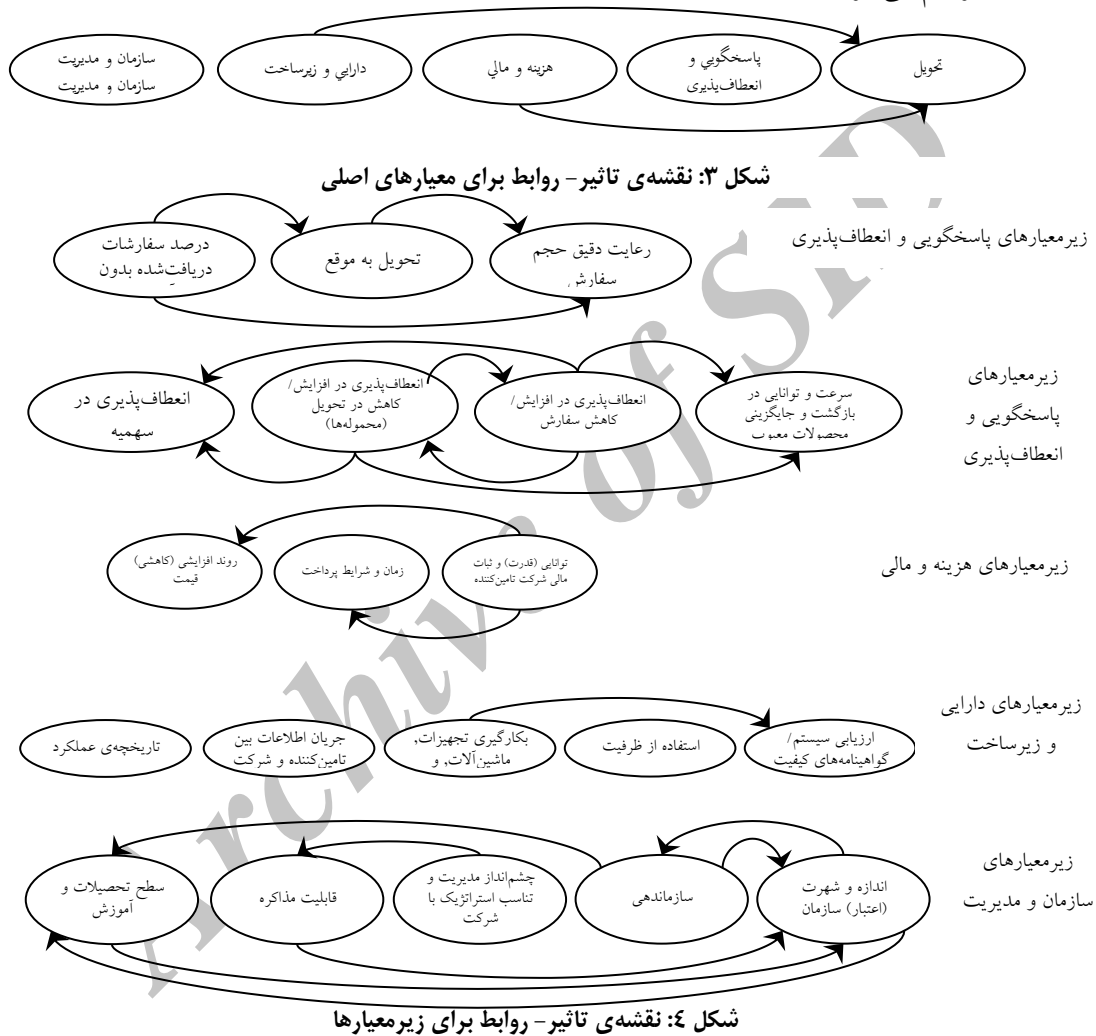 تحویل
پاسخگویی و
انعطاف‌پذیری
هزینه و مالی
دارایی و زیرساخت
سازمان و مدیریت
سازمان و مدیریت
شکل ۳: نقشه‌ی تاثیر- روابط برای معیارهای اصلی
زیرمعیارهای پاسخگویی و انعطاف‌پذیری
رعایت دقیق حجم
سفارش
تحویل به موقع
درصد سفارشات
دریافت‌شده بدون
زیرمعیارهای
پاسخگویی و
انعطاف‌پذیری
سرعت و توانایی در
بازگشت و جایگزینی
محصولات معیوب
انعطاف‌پذیری در افزایش/
کاهش سفارش
انعطاف‌پذیری در افزایش/
کاهش در تحویل
(محموله‌ها)
انعطاف‌پذیری در
سهمیه
زیرمعیارهای هزینه و مالی
توانایی (قدرت) و ثبات
مالی شرکت تامین‌کننده
زمان و شرایط پرداخت
روند افزایشی (کاهشی)
قیمت
زیرمعیارهای دارایی
و زیرساخت
ارزیابی سیستم/
گواهینامه‌های کیفیت
استفاده از ظرفیت
بکارگیری تجهیزات,
ماشین‌آلات, و
جریان اطلاعات بین
تامین‌کننده و شرکت
تاریخچه‌ی عملکرد
زیرمعیارهای
سازمان و مدیریت
اندازه و شهرت
(اعتبار) سازمان
سازماندهی
چشم‌انداز مدیریت و
تناسب استراتژیک با
شرکت
قابلیت مذاکره
سطح تحصیلات و
آموزش
شکل ٤: نقشه‌ی تاثیر- روابط برای زیرمعیارها
Archive of SID